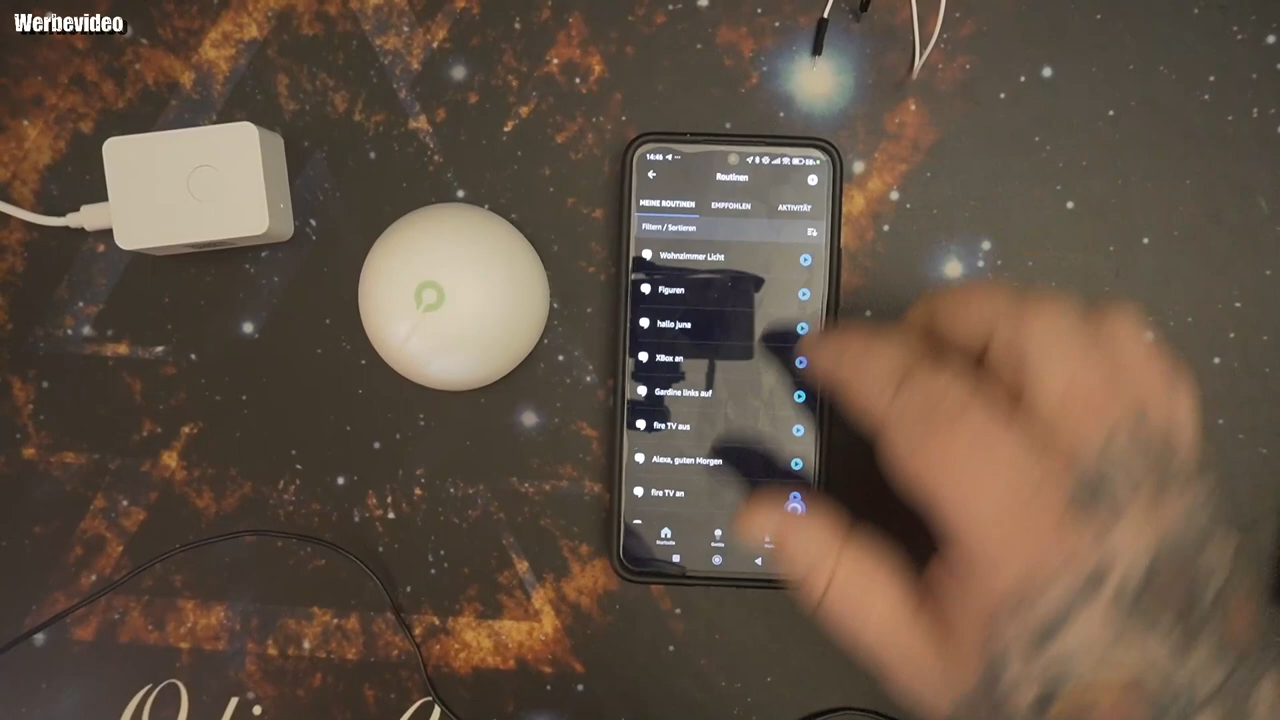 Werbevideo
14:46
Routinen
MEINE ROUTINEN EMPFOHLEN AKTIVITÄT
Filtern / Sortieren
Wohnzimmer Licht
Figuren
hallo Juna
XBox an
Gardine links auf
fire TV aus
Alexa, guten Morgen
fire TV an
Startseite